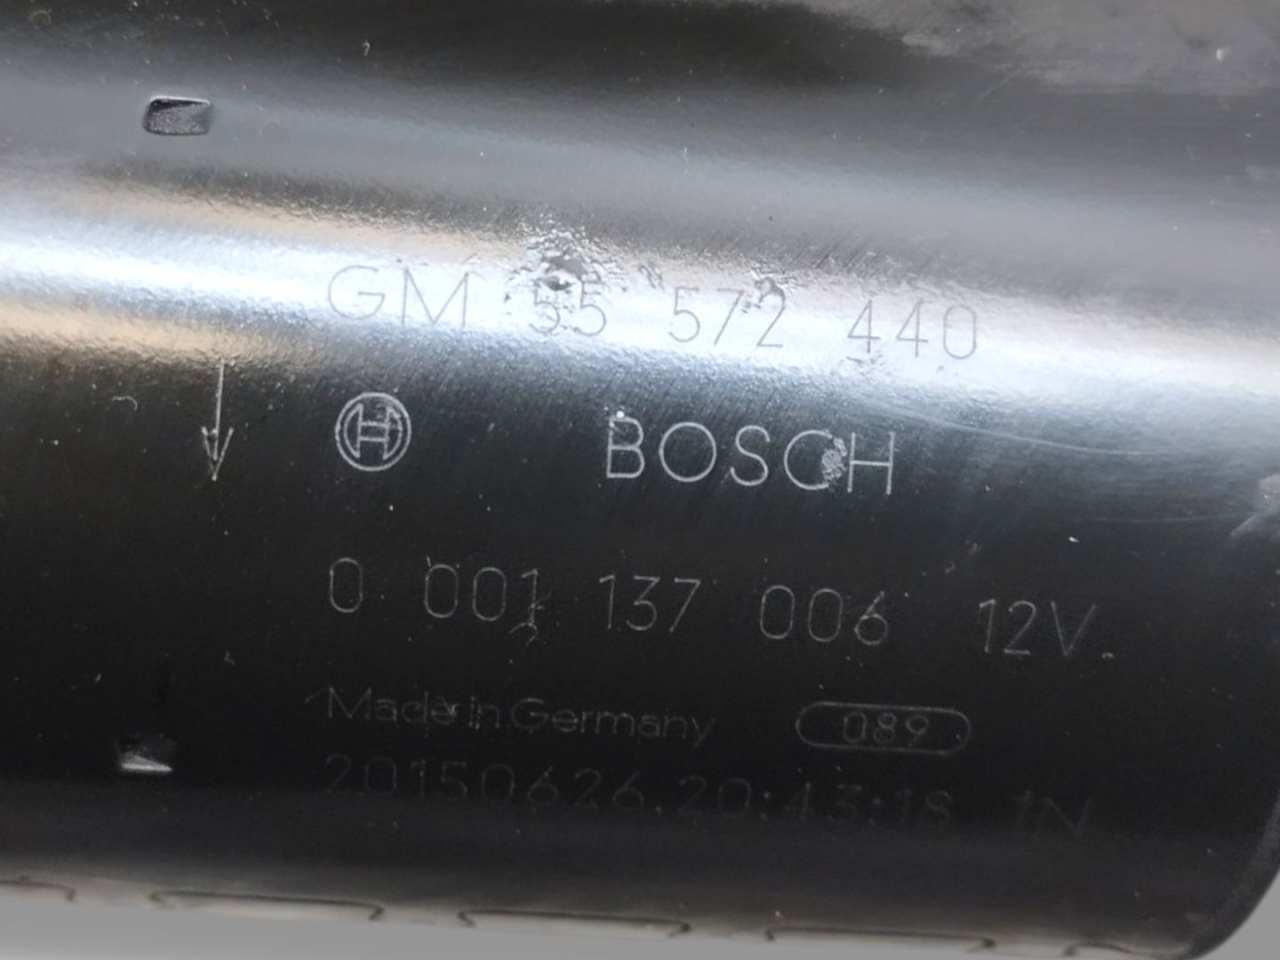 GM 55 572 440
BOSCH
0 001 137 006 12V
Made in Germany 089
20150626.20:43:18 1N